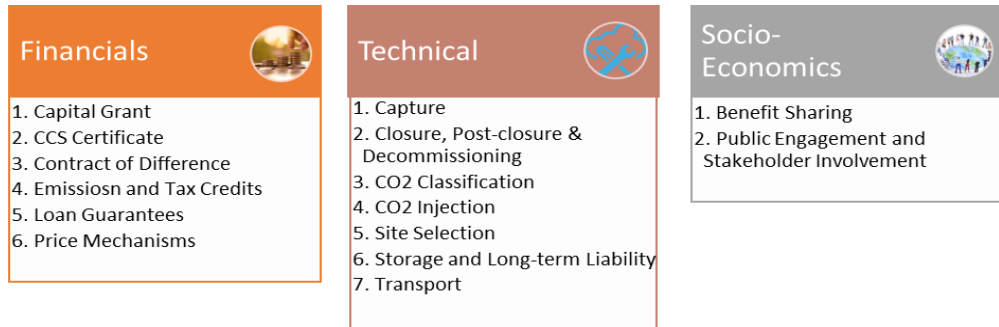 Financials
1. Capital Grant
2. CCS Certificate
3. Contract of Difference
4. Emissiosn and Tax Credits
5. Loan Guarantees
6. Price Mechanisms
Technical
1. Capture
2. Closure, Post-closure &
Decommissioning
3. CO2 Classification
4. CO2 Injection
5. Site Selection
6. Storage and Long-term Liability
7. Transport
Socio-
Economics
1. Benefit Sharing
2. Public Engagement and
Stakeholder Involvement